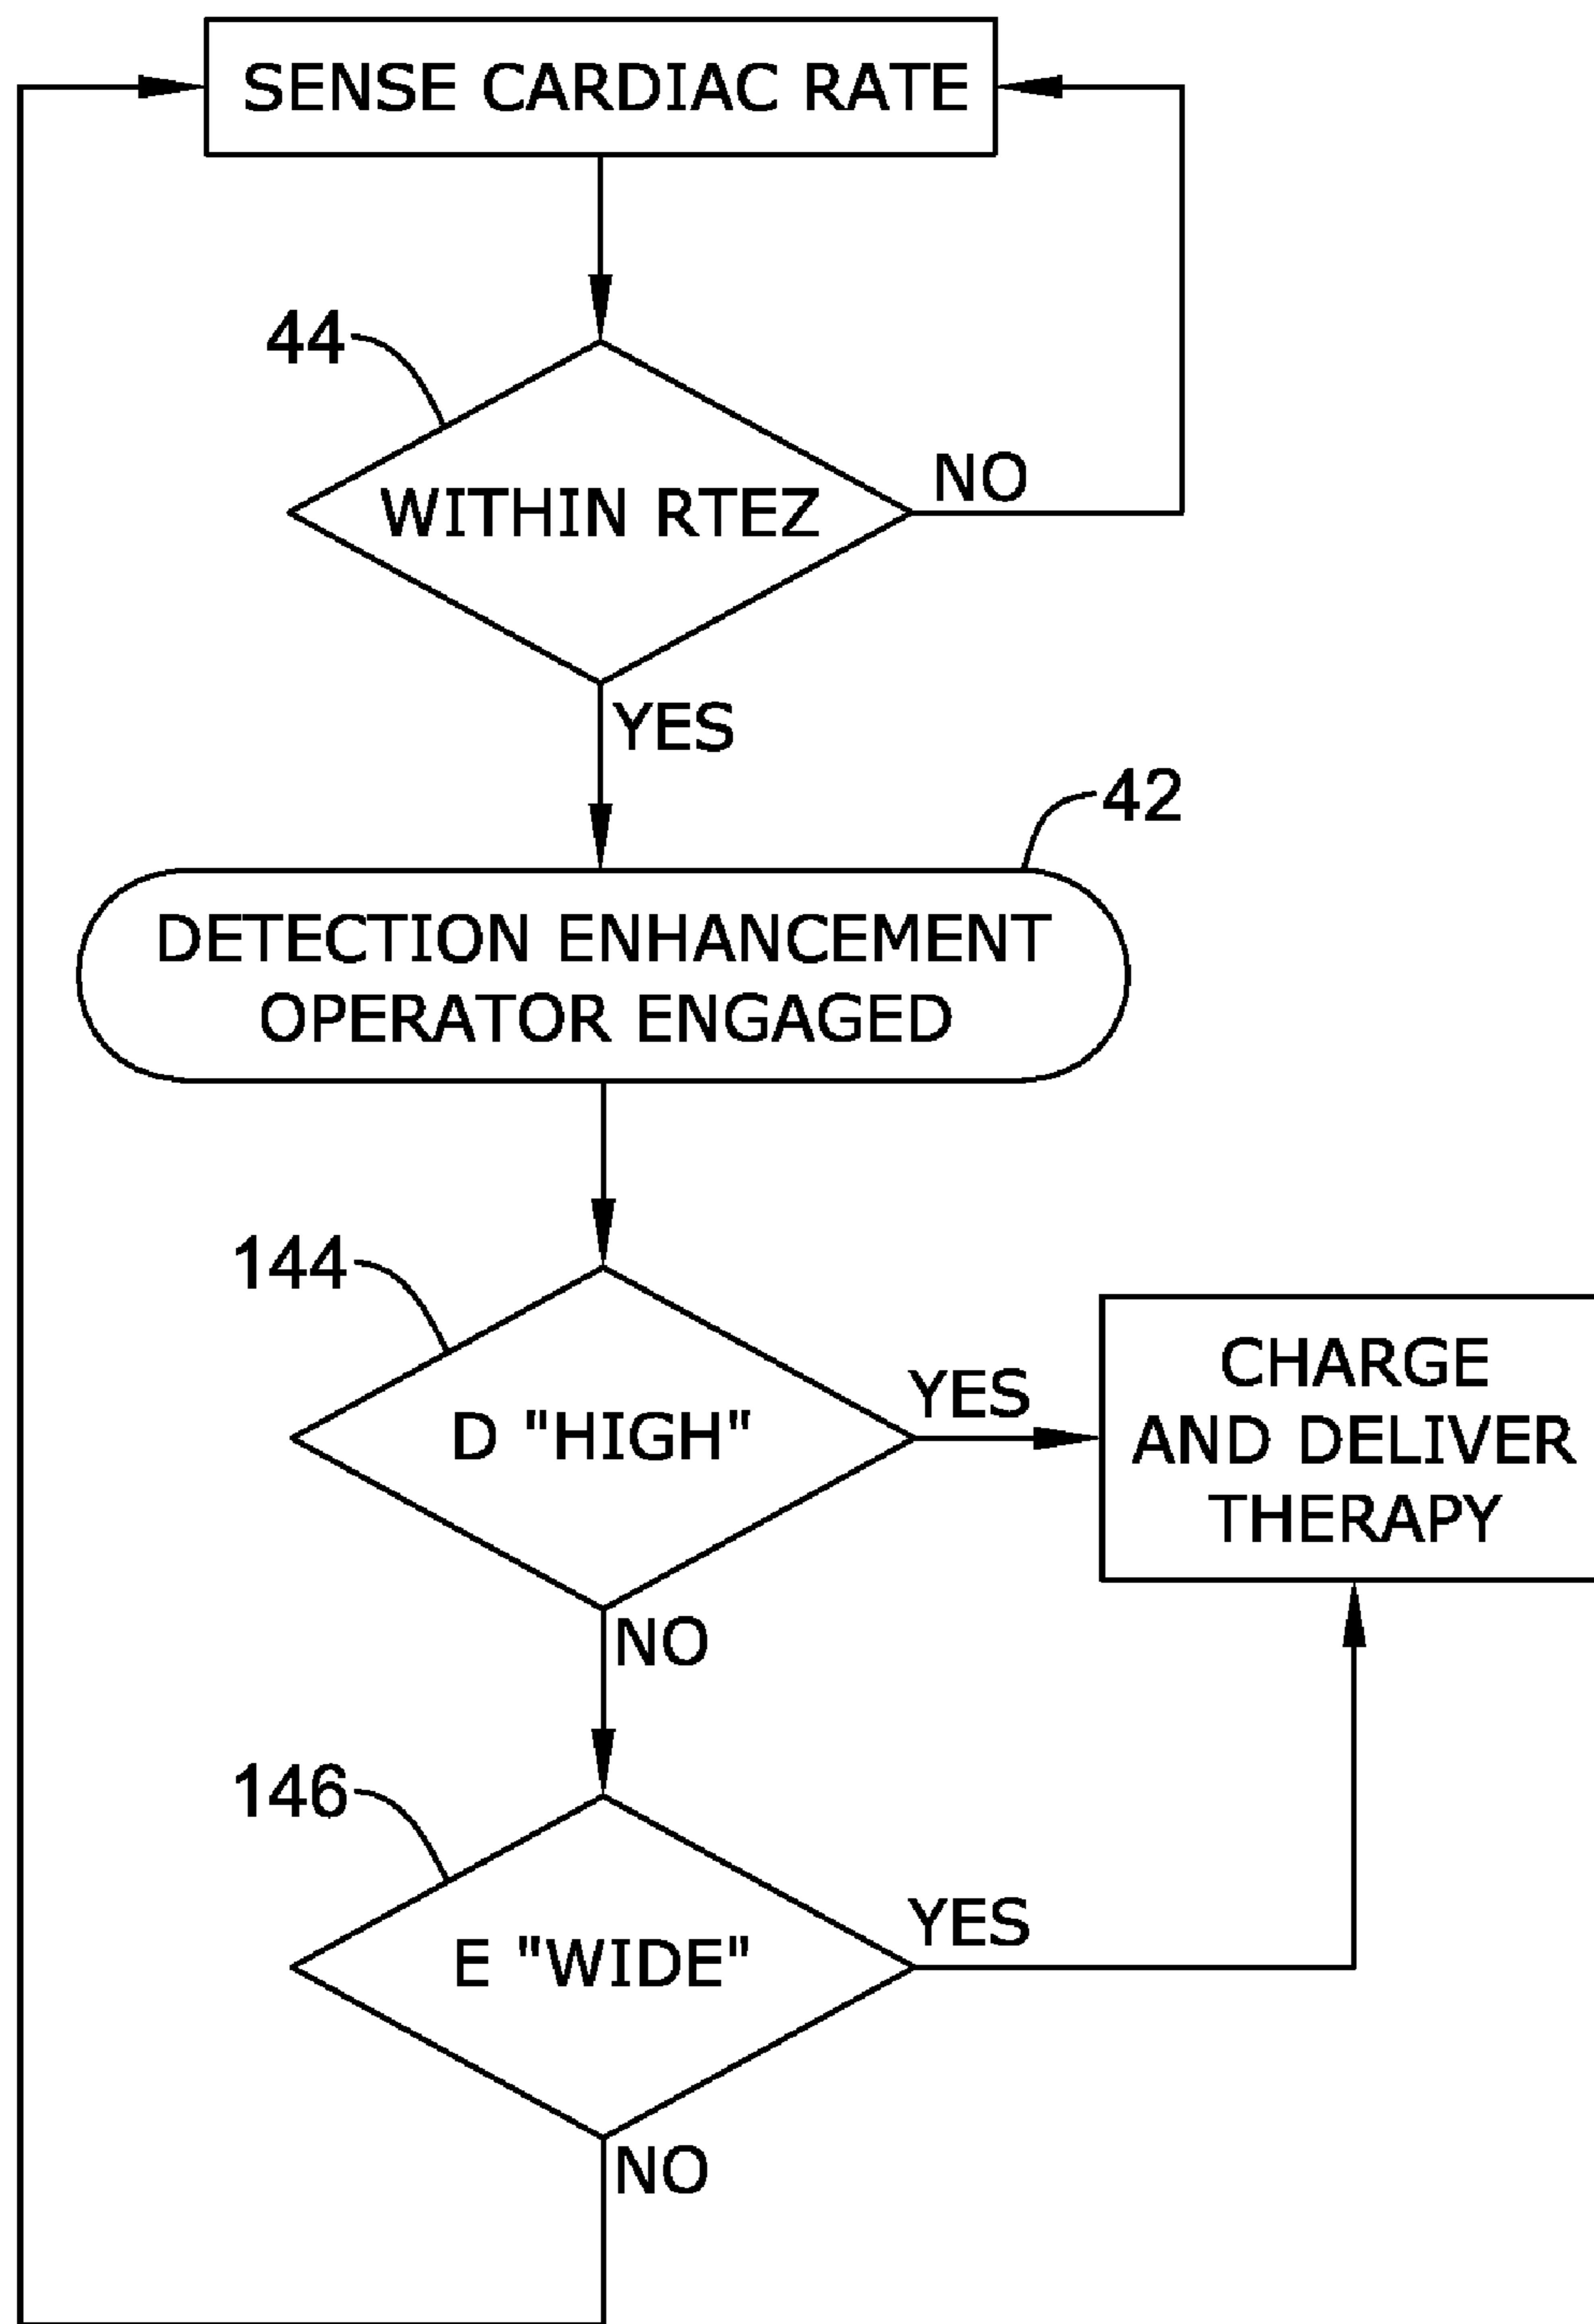 SENSE CARDIAC RATE
44
WITHIN RTEZ
NO
YES
42
DETECTION ENHANCEMENT
OPERATOR ENGAGED
144
D "HIGH"
YES
CHARGE
AND DELIVER
THERAPY
NO
146
E "WIDE"
YES
NO